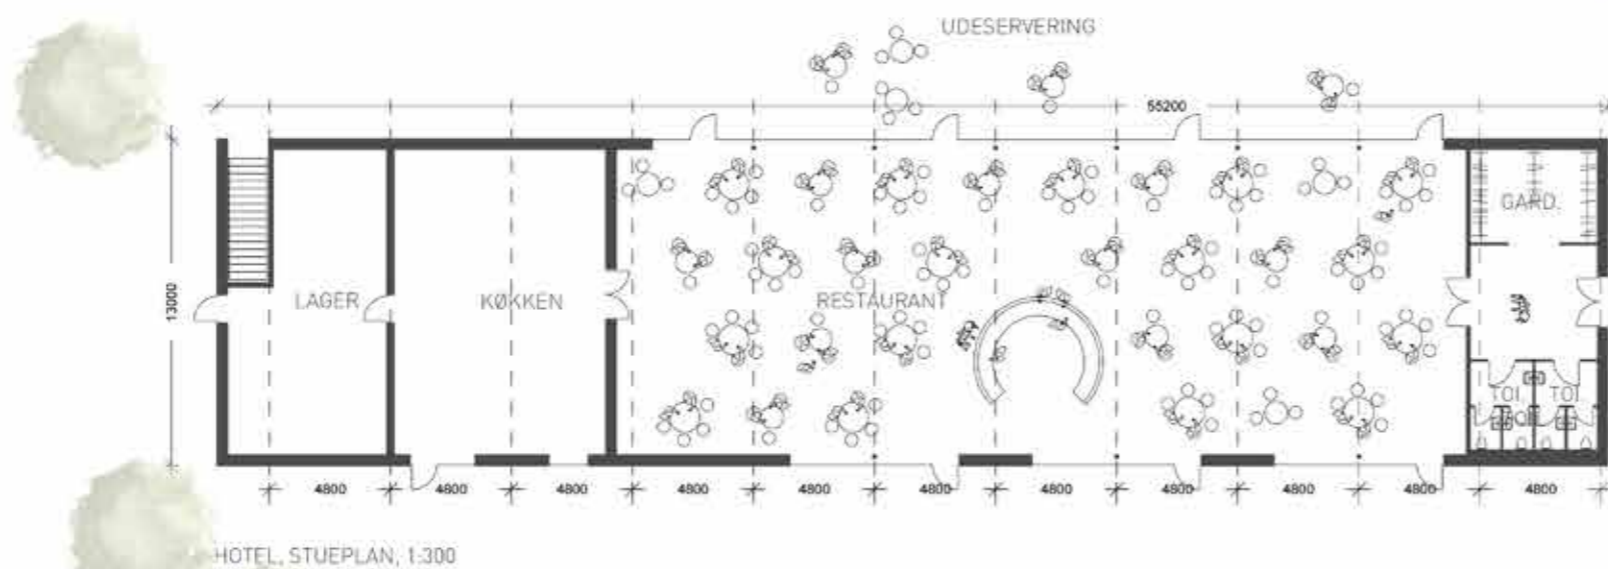 UDESERVERING
55200
GARD.
13000
LAGER
KØKKEN
RESTAURANT
TOI. TOI.
4800 4800 4800 4800 4800 4800 4800 4800 4800 4800 4800
HOTEL, STUEPLAN, 1:300